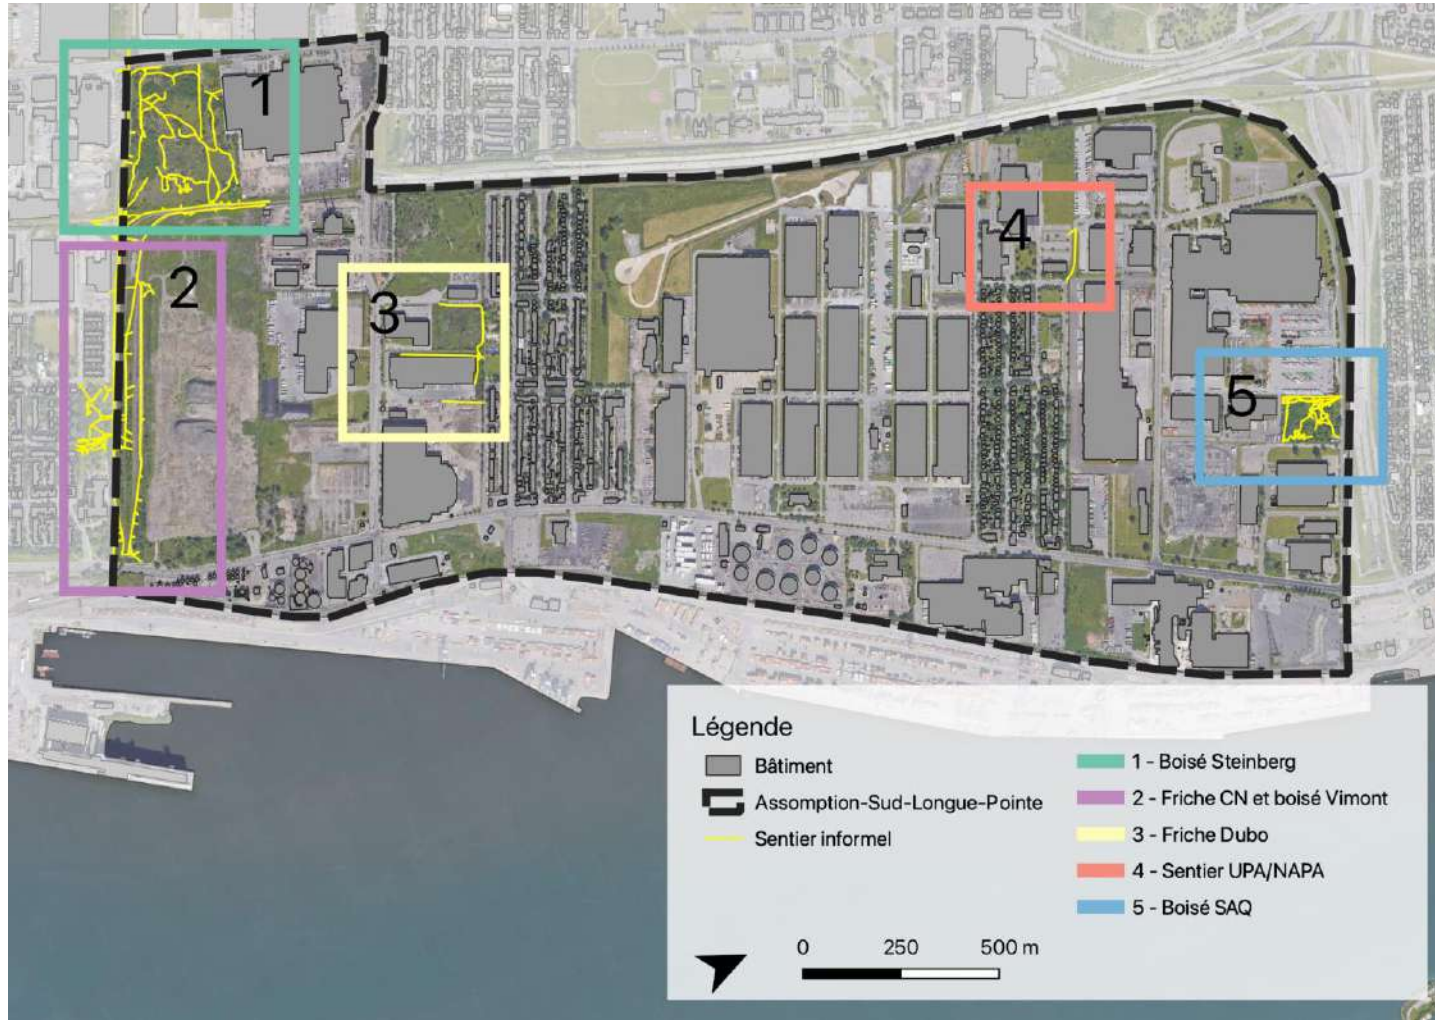 1
2
3
4
5
Légende
Bâtiment
Assomption-Sud-Longue-Pointe
Sentier informel
1 - Boisé Steinberg
2 - Friche CN et boisé Vimont
3 - Friche Dubo
4 - Sentier UPA/NAPA
5 - Boisé SAQ
0 250 500 m